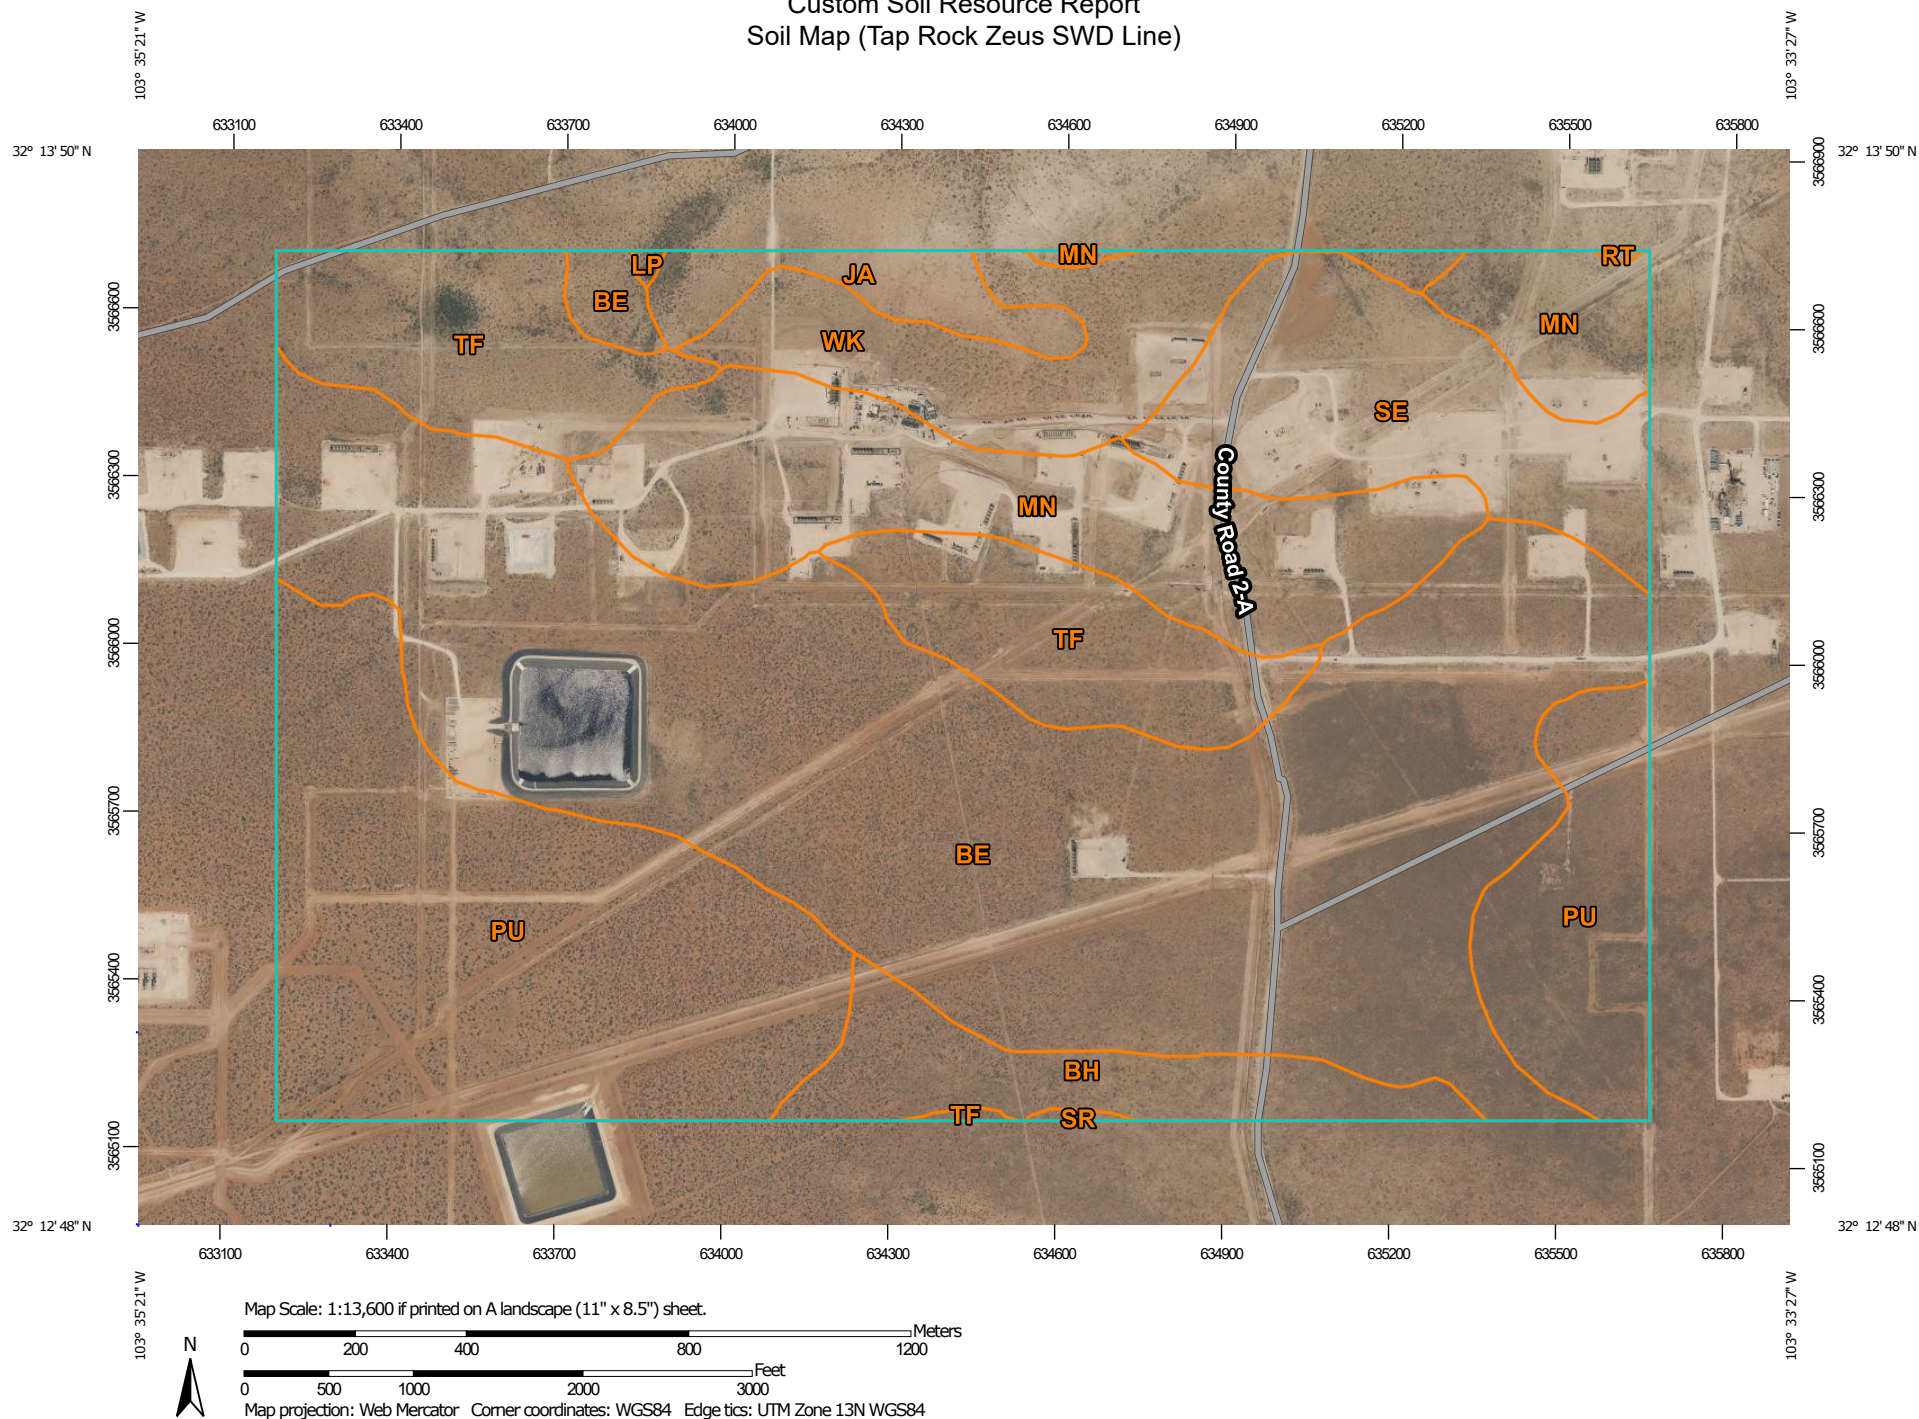 Custom Soil Resource Report
Soil Map (Tap Rock Zeus SWD Line)
103° 35' 21" W
103° 33' 27" W
633100 633400 633700 634000 634300 634600 634900 635200 635500 635800
32° 13' 50" N
32° 13' 50" N
3566900
3566600
3566600
3566300
3566300
3566000
3566000
3565700
3565700
3565400
3565400
3565100
3565100
LP
MN
RT
BE
JA
TF
WK
MN
SE
MN
County Road 2-A
TF
BE
PU
PU
BH
TF
SR
32° 12' 48" N
32° 12' 48" N
633100 633400 633700 634000 634300 634600 634900 635200 635500 635800
103° 35' 21" W
103° 33' 27" W
Map Scale: 1:13,600 if printed on A landscape (11" x 8.5") sheet.
N
Meters
0 200 400 800 1200
Feet
0 500 1000 2000 3000
Map projection: Web Mercator Corner coordinates: WGS84 Edge tics: UTM Zone 13N WGS84